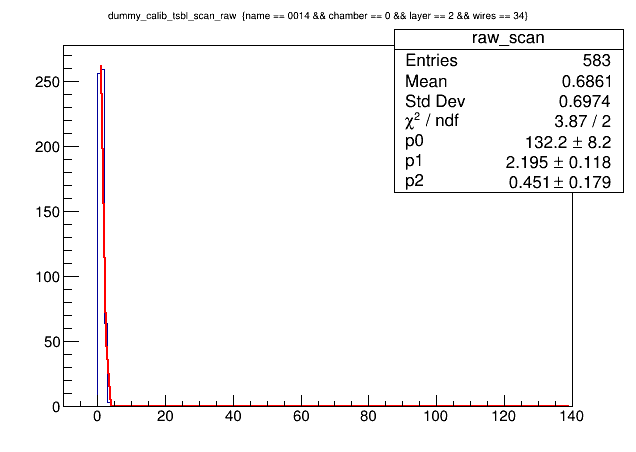 dummy_calib_tsbl_scan_raw {name == 0014 && chamber == 0 && layer == 2 && wires == 34}
raw_scan
Entries 583
Mean 0.6861
Std Dev 0.6974
χ² / ndf 3.87 / 2
p0 132.2 ± 8.2
p1 2.195 ± 0.118
p2 0.451 ± 0.179
250
200
150
100
50
0
0 20 40 60 80 100 120 140